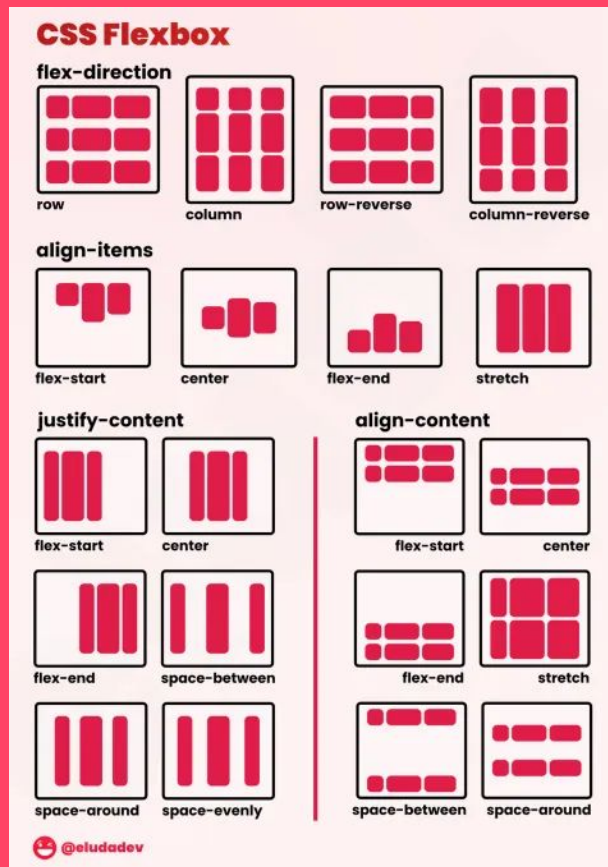 CSS Flexbox
flex-direction
row
column
row-reverse
column-reverse
align-items
flex-start
center
flex-end
stretch
justify-content
flex-start
center
flex-end
space-between
space-around
space-evenly
align-content
flex-start
center
flex-end
stretch
space-between
space-around
@eludadev